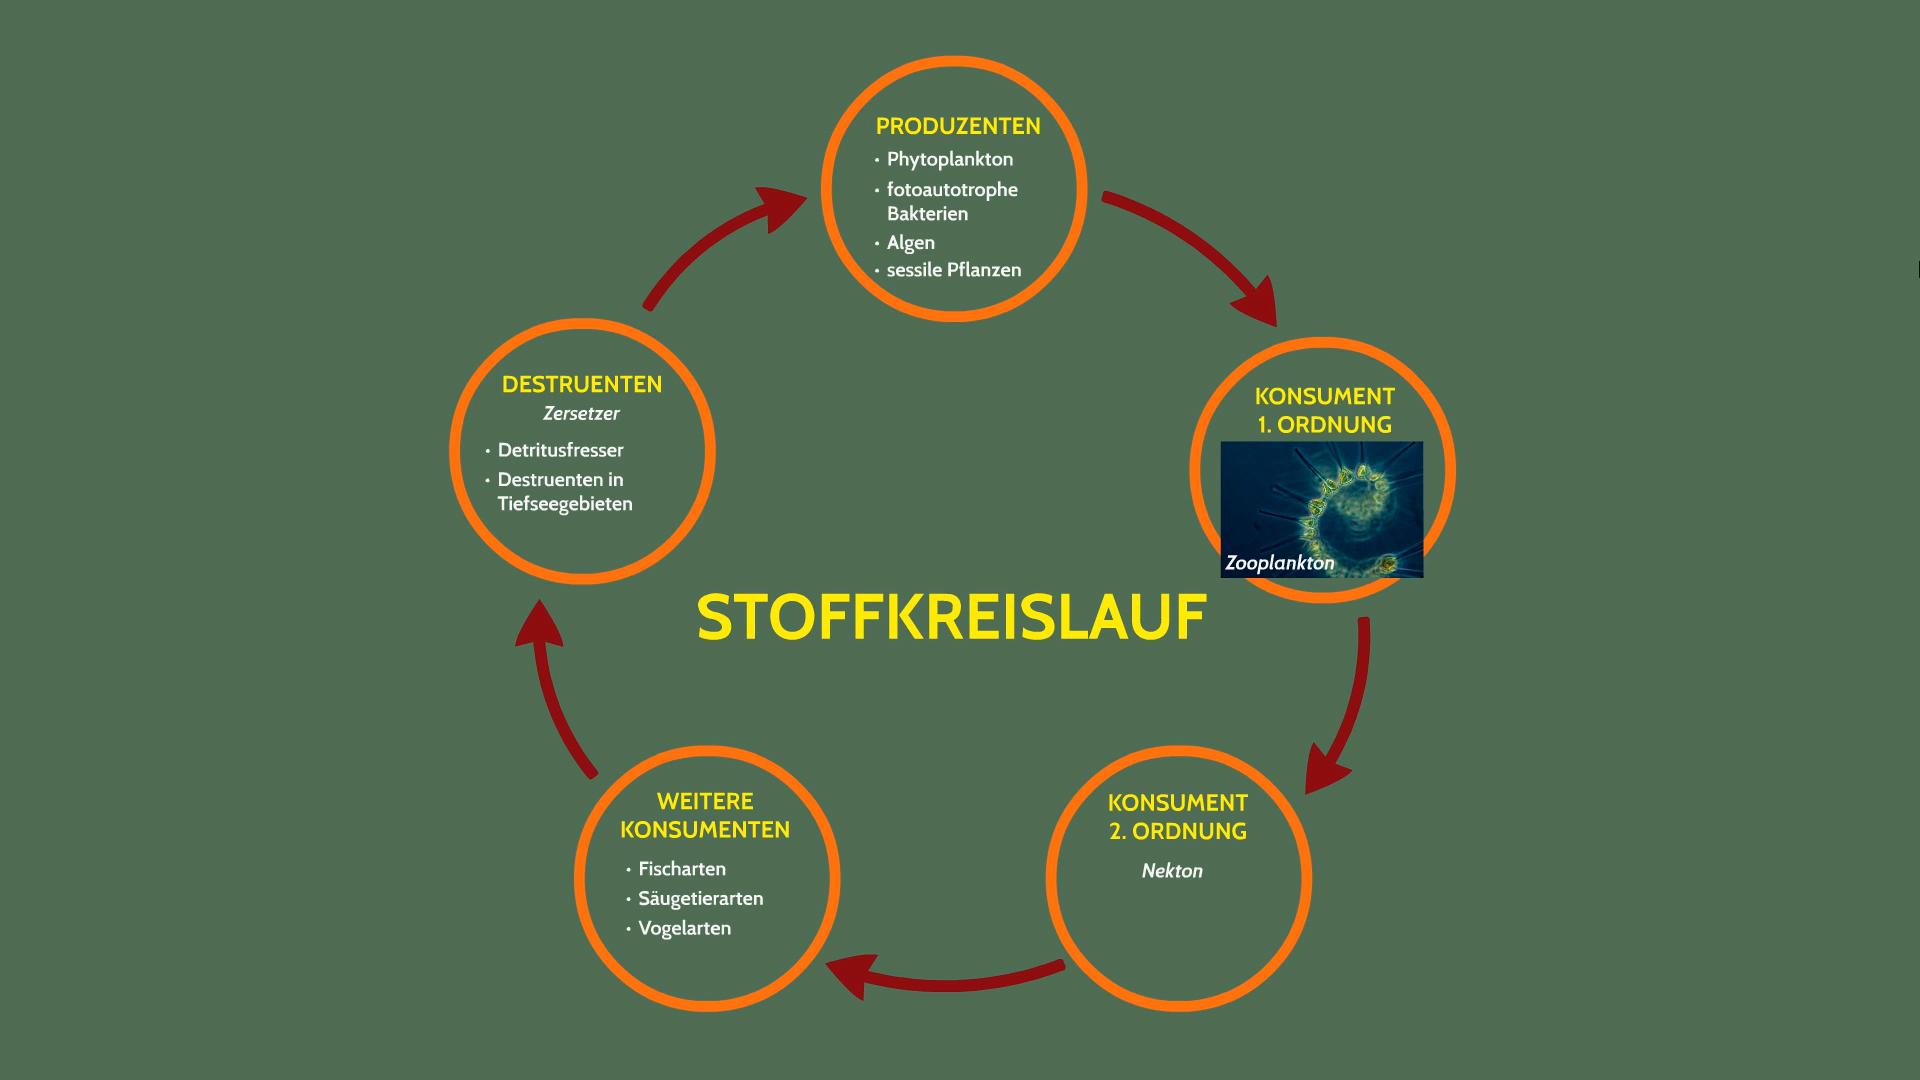 PRODUZENTEN
• Phytoplankton
• fotoautotrophe
Bakterien
• Algen
• sessile Pflanzen
KONSUMENT
1. ORDNUNG
Zooplankton
KONSUMENT
2. ORDNUNG
Nekton
WEITERE
KONSUMENTEN
• Fischarten
• Säugetierarten
• Vogelarten
DESTRUENTEN
Zersetzer
• Detritusfresser
• Destruenten in
Tiefseegebieten
STOFFKREISLAUF